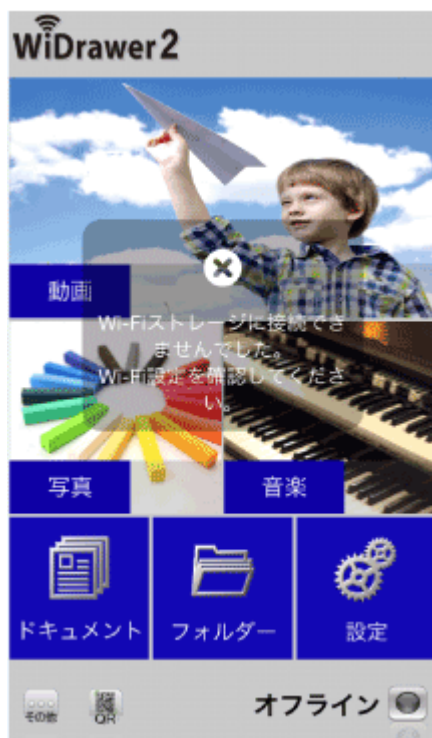 WiDrawer2
動画
Wi-Fiストレージに接続でき
ませんでした。
Wi-Fi設定を確認してくださ
い。
写真
音楽
ドキュメント
フォルダー
設定
その他
QR
オフライン